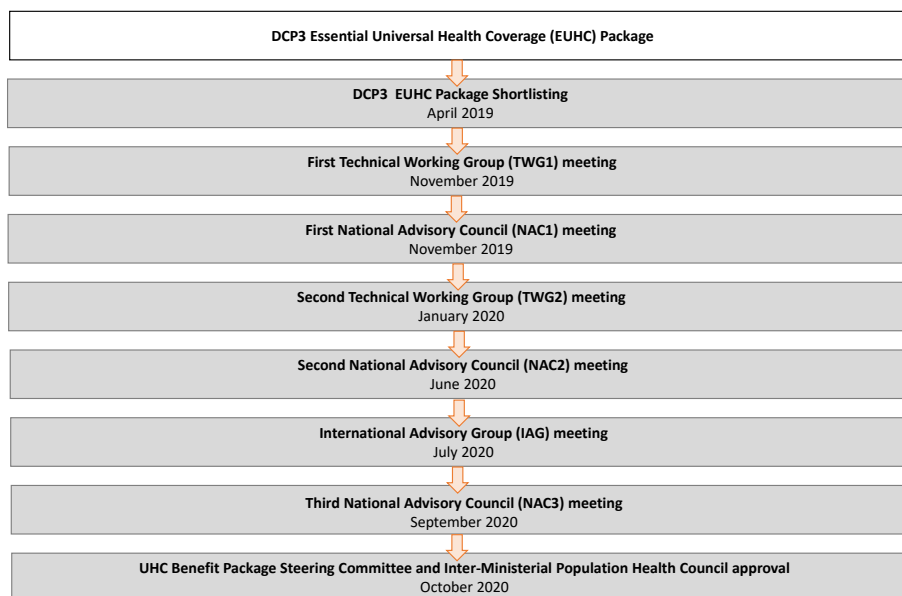 DCP3 Essential Universal Health Coverage (EUHC) Package
DCP3 EUHC Package Shortlisting
April 2019
First Technical Working Group (TWG1) meeting
November 2019
First National Advisory Council (NAC1) meeting
November 2019
Second Technical Working Group (TWG2) meeting
January 2020
Second National Advisory Council (NAC2) meeting
June 2020
International Advisory Group (IAG) meeting
July 2020
Third National Advisory Council (NAC3) meeting
September 2020
UHC Benefit Package Steering Committee and Inter-Ministerial Population Health Council approval
October 2020